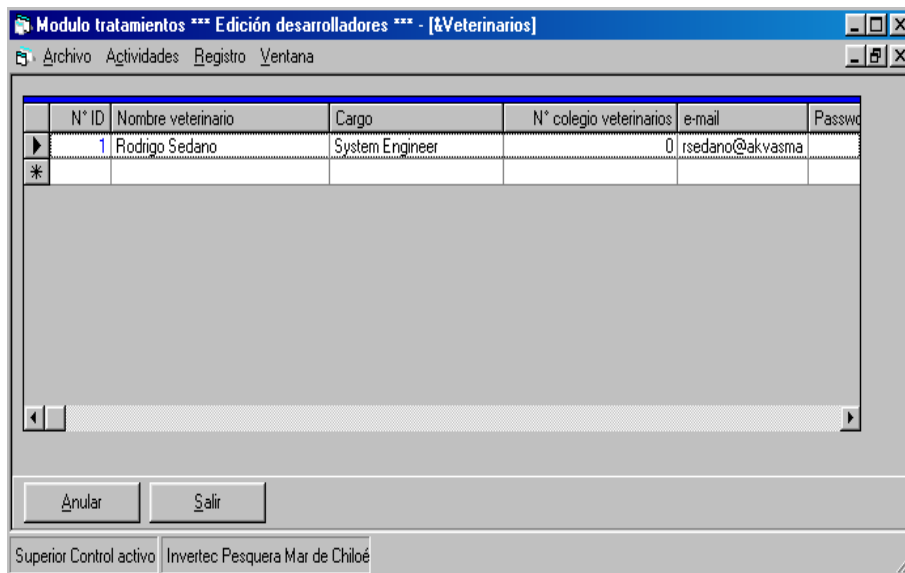 Modulo tratamientos *** Edición desarrolladores *** - [&Veterinarios]
Archivo Actividades Registro Ventana
N° ID Nombre veterinario Cargo N° colegio veterinarios e-mail Passwo
1 Rodrigo Sedano System Engineer 0 rsedano@akvasma
Anular Salir
Superior Control activo Invertec Pesquera Mar de Chiloé